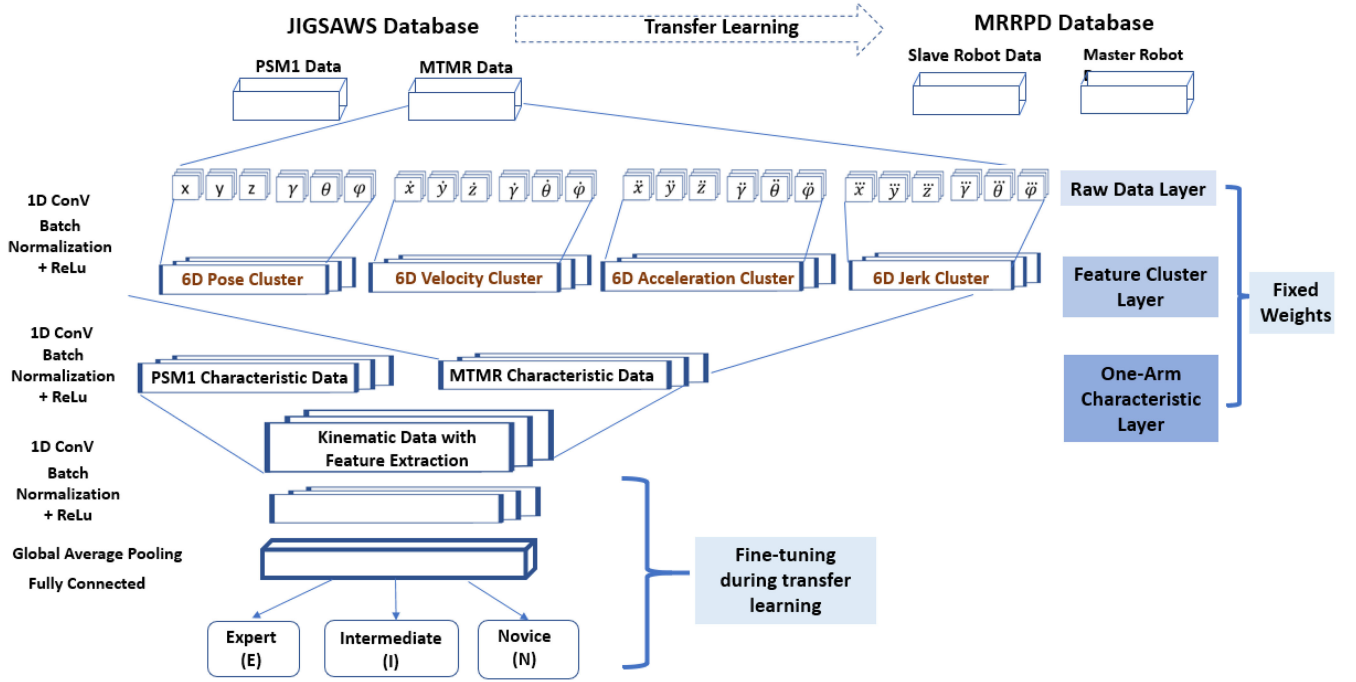 JIGSAWS Database
Transfer Learning
MRRPD Database
PSM1 Data
MTMR Data
Slave Robot Data
Master Robot
x y z γ θ φ
ẋ ẏ ż γ̇ θ̇ φ̇
ẍ ÿ z̈ γ̈ θ̈ φ̈
x⃛ y⃛ z⃛ γ⃛ θ⃛ φ⃛
Raw Data Layer
1D ConV
Batch
Normalization
+ ReLu
6D Pose Cluster
6D Velocity Cluster
6D Acceleration Cluster
6D Jerk Cluster
Feature Cluster
Layer
Fixed
Weights
1D ConV
Batch
Normalization
+ ReLu
PSM1 Characteristic Data
MTMR Characteristic Data
One-Arm
Characteristic
Layer
1D ConV
Batch
Normalization
+ ReLu
Kinematic Data with
Feature Extraction
Global Average Pooling
Fully Connected
Fine-tuning
during transfer
learning
Expert
(E)
Intermediate
(I)
Novice
(N)